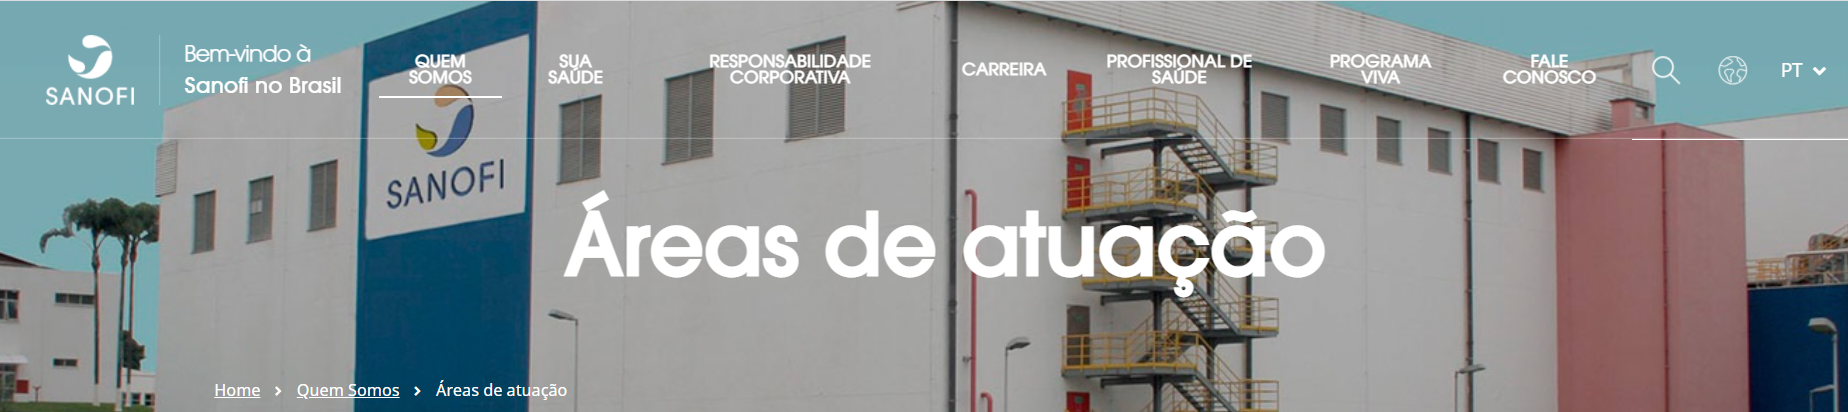 SANOFI
Bem-vindo à
Sanofi no Brasil
QUEM
SOMOS
SUA
SAÚDE
RESPONSABILIDADE
CORPORATIVA
CARREIRA
PROFISSIONAL DE
SAÚDE
PROGRAMA
VIVA
FALE
CONOSCO
PT
SANOFI
Áreas de atuação
Home
Quem Somos
Áreas de atuação